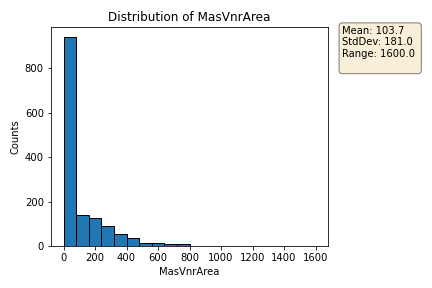 Distribution of MasVnrArea
Mean: 103.7
StdDev: 181.0
Range: 1600.0
Counts
800
600
400
200
0
0 200 400 600 800 1000 1200 1400 1600
MasVnrArea